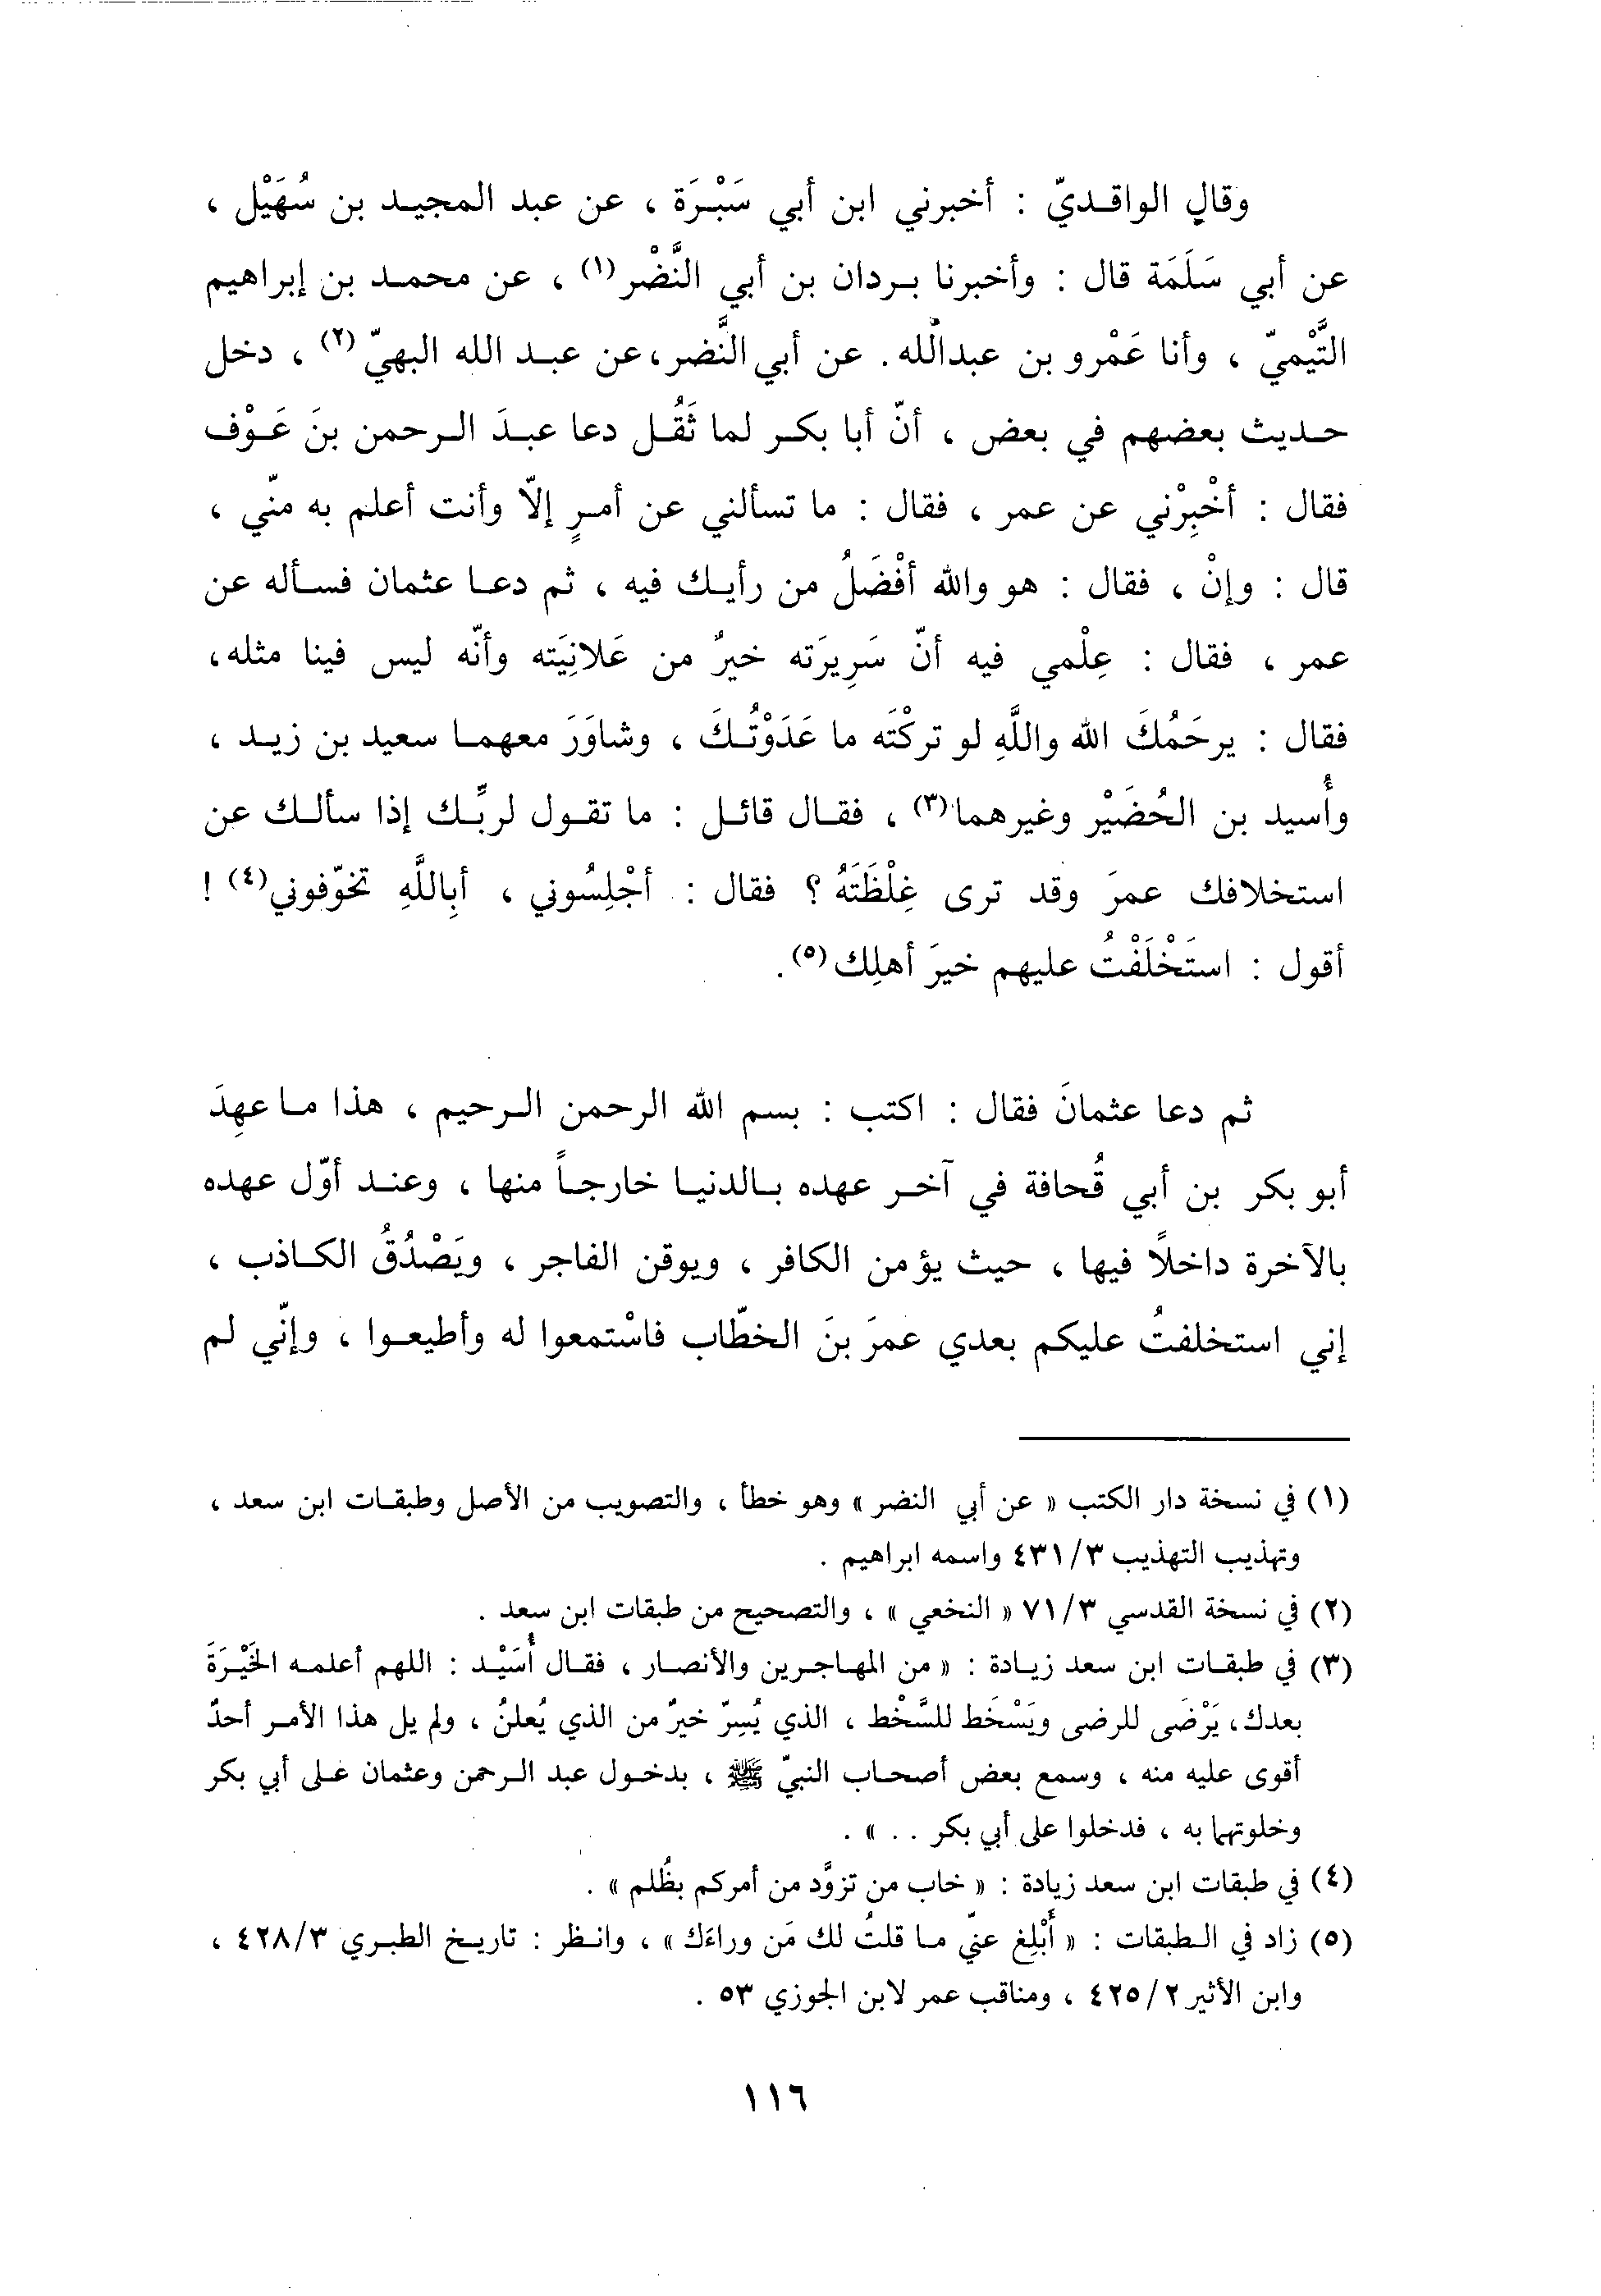 وقال الواقديّ : أخبرني ابن أبي سَبْرَة ، عن عبد المجيد بن سُهَيْل ،
عن أبي سَلَمَة قال : وأخبرنا بردان بن أبي النَّضْر(١) ، عن محمد بن إبراهيم
التَّيْميّ ، وأنا عَمْرو بن عبدالله. عن أبي النَّضر،عن عبد الله البهيّ(٢) ، دخل
حديث بعضهم في بعض ، أنّ أبا بكر لما ثَقُل دعا عبدَ الرحمن بنَ عَوْف
فقال : أخْبِرْني عن عمر ، فقال : ما تسألني عن أمرٍ إلّا وأنت أعلم به منّي ،
قال : وإنْ ، فقال : هو والله أفْضَلُ من رأيك فيه ، ثم دعا عثمان فسأله عن
عمر ، فقال : عِلْمي فيه أنّ سَرِيرَته خيرٌ من عَلانِيَته وأنّه ليس فينا مثله،
فقال : يرحَمُكَ الله واللَّهِ لو تركْتَه ما عَدَوْتُكَ ، وشاوَرَ معهما سعيد بن زيد ،
وأُسيد بن الحُضَيْر وغيرهما(٣) ، فقال قائل : ما تقول لربِّك إذا سألك عن
استخلافك عمرَ وقد ترى غِلْظَتَهُ ؟ فقال : أجْلِسُوني ، أبِاللَّهِ تخوّفوني(٤) !
أقول : استَخْلَفْتُ عليهم خيرَ أهلِك(٥).
ثم دعا عثمانَ فقال : اكتب : بسم الله الرحمن الرحيم ، هذا ما عهِدَ
أبو بكر بن أبي قُحافة في آخر عهده بالدنيا خارجاً منها ، وعند أوّل عهده
بالآخرة داخلًا فيها ، حيث يؤمن الكافر ، ويوقن الفاجر ، ويَصْدُقُ الكاذب ،
إني استخلفتُ عليكم بعدي عمرَ بنَ الخطّاب فاسْتمعوا له وأطيعوا ، وإنّي لم
(١) في نسخة دار الكتب « عن أبي النضر » وهو خطأ ، والتصويب من الأصل وطبقات ابن سعد ،
وتهذيب التهذيب ٤٣١/٣ واسمه ابراهيم .
(٢) في نسخة القدسي ٧١/٣ « النخعي » ، والتصحيح من طبقات ابن سعد .
(٣) في طبقات ابن سعد زيادة : « من المهاجرين والأنصار ، فقال أُسَيْد : اللهم أعلمه الخَيْرَةَ
بعدك، يَرْضَى للرضى ويَسْخَط للسَّخْط ، الذي يُسِرّ خيرٌ من الذي يُعلنُ ، ولم يل هذا الأمر أحدٌ
أقوى عليه منه ، وسمع بعض أصحاب النبيّ ﷺ ، بدخول عبد الرحمن وعثمان على أبي بكر
وخلوتهما به ، فدخلوا على أبي بكر . . » .
(٤) في طبقات ابن سعد زيادة : « خاب من تزوَّد من أمركم بظُلم » .
(٥) زاد في الطبقات : « أَبْلِغ عنّي ما قلتُ لك مَن وراءَك » ، وانظر : تاريخ الطبري ٤٢٨/٣ ،
وابن الأثير ٤٢٥/٢ ، ومناقب عمر لابن الجوزي ٥٣ .
١١٦